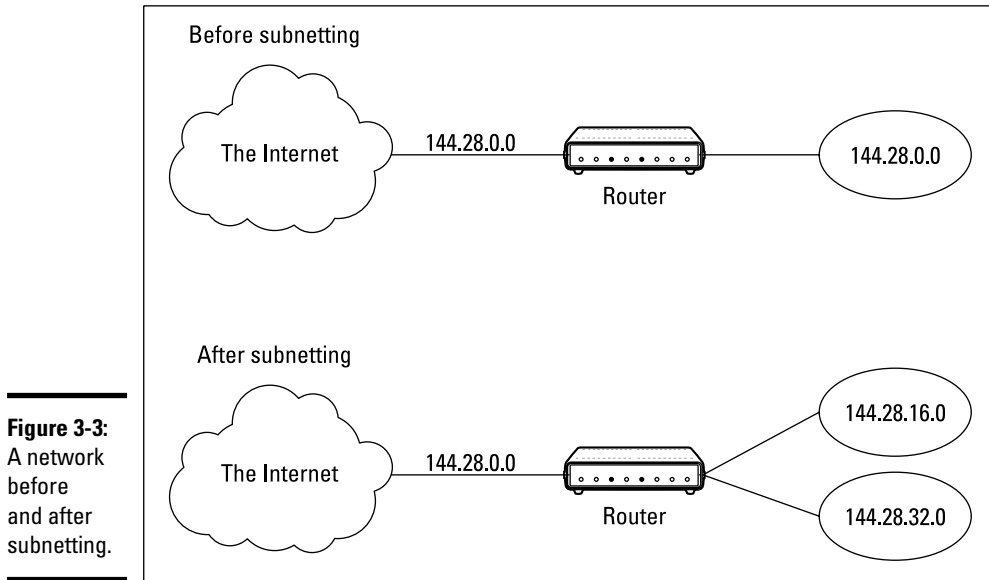 Before subnetting
The Internet
144.28.0.0
Router
144.28.0.0
After subnetting
The Internet
144.28.0.0
Router
144.28.16.0
144.28.32.0
Figure 3-3:
A network
before
and after
subnetting.